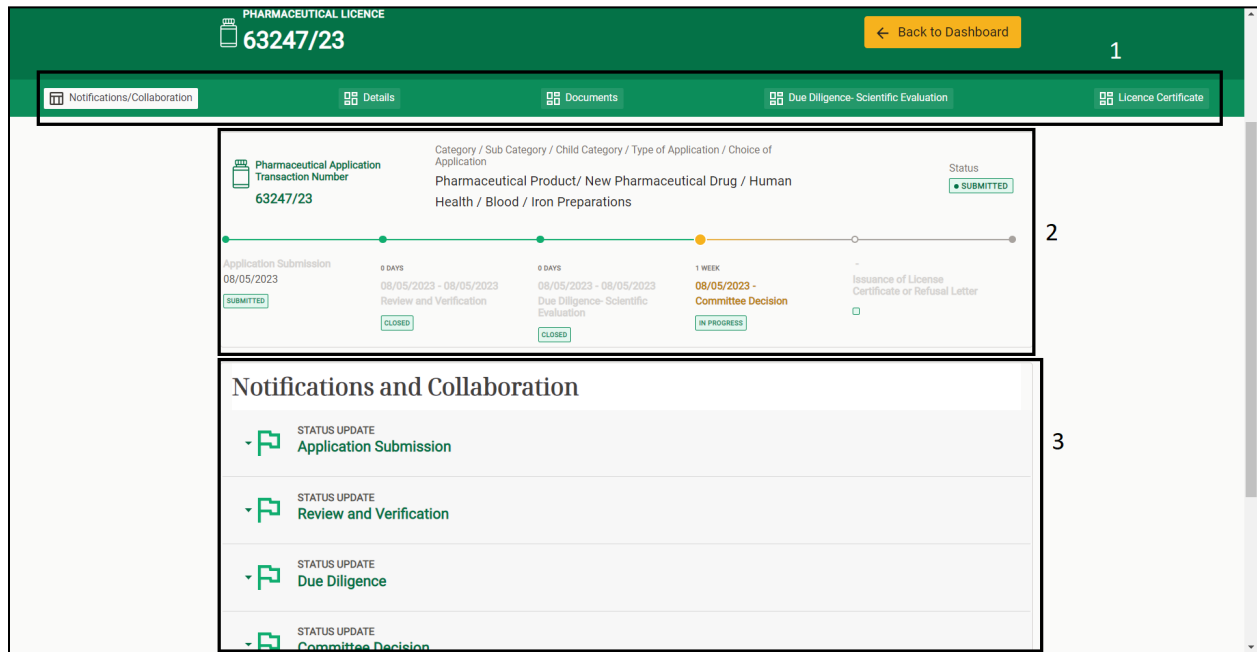 PHARMACEUTICAL LICENCE
63247/23
← Back to Dashboard
1
Notifications/Collaboration
Details
Documents
Due Diligence- Scientific Evaluation
Licence Certificate
Pharmaceutical Application
Transaction Number
63247/23
Category / Sub Category / Child Category / Type of Application / Choice of
Application
Pharmaceutical Product/ New Pharmaceutical Drug / Human
Health / Blood / Iron Preparations
Status
SUBMITTED
2
Application Submission
08/05/2023
SUBMITTED
0 DAYS
08/05/2023 - 08/05/2023
Review and Verification
CLOSED
0 DAYS
08/05/2023 - 08/05/2023
Due Diligence- Scientific
Evaluation
CLOSED
1 WEEK
08/05/2023 -
Committee Decision
IN PROGRESS
-
Issuance of License
Certificate or Refusal Letter
Notifications and Collaboration
STATUS UPDATE
Application Submission
3
STATUS UPDATE
Review and Verification
STATUS UPDATE
Due Diligence
STATUS UPDATE
Committee Decision